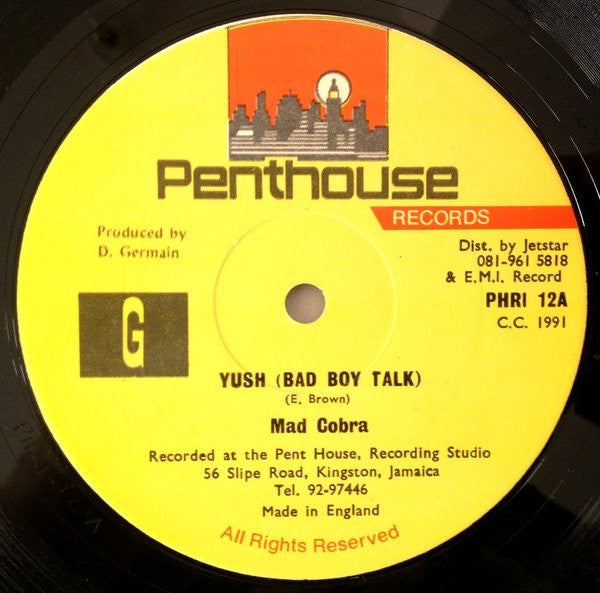 Penthouse
RECORDS
Produced by
D. Germain
Dist. by Jetstar
081-961 5818
& E.M.I. Record
PHRI 12A
C.C. 1991
G
YUSH (BAD BOY TALK)
(E. Brown)
Mad Cobra
Recorded at the Pent House, Recording Studio
56 Slipe Road, Kingston, Jamaica
Tel. 92-97446
Made in England
All Rights Reserved